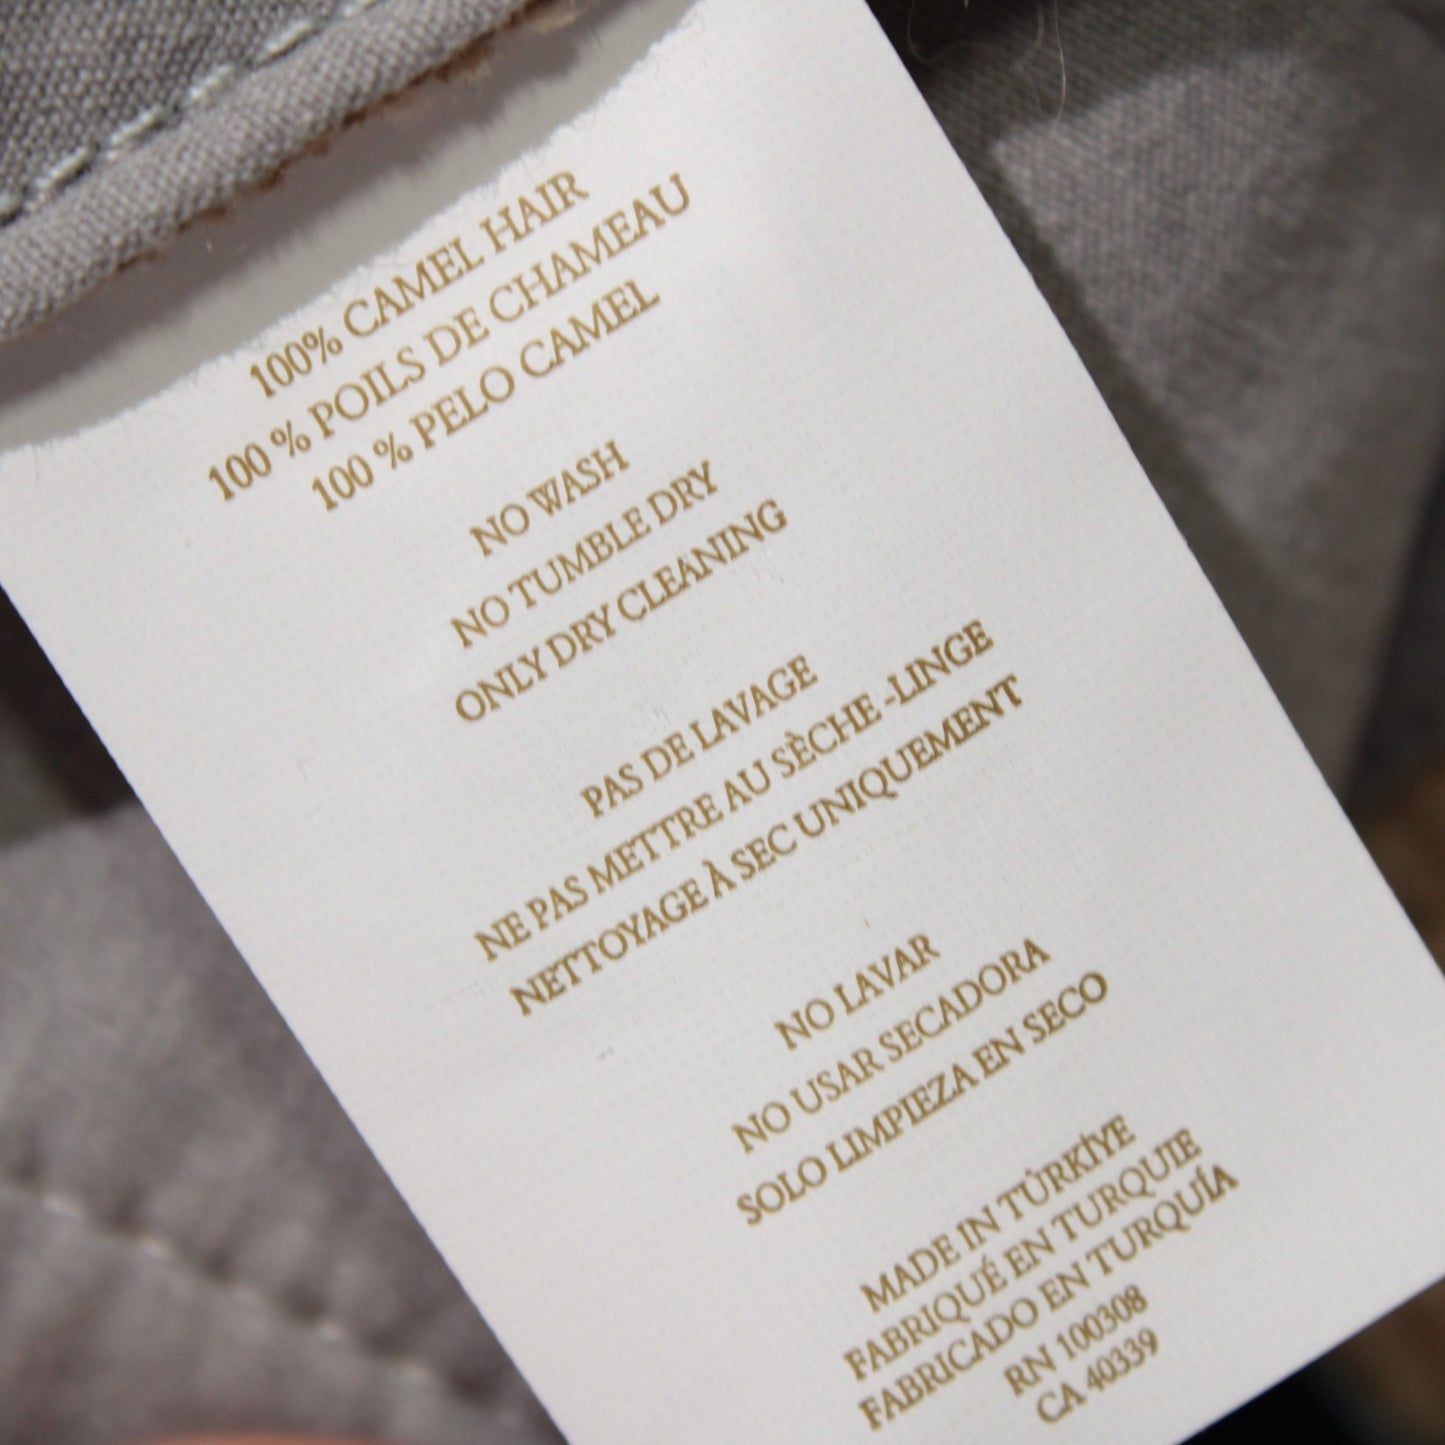 100% CAMEL HAIR
100 % POILS DE CHAMEAU
100 % PELO CAMEL
NO WASH
NO TUMBLE DRY
ONLY DRY CLEANING
PAS DE LAVAGE
NE PAS METTRE AU SÈCHE -LINGE
NETTOYAGE À SEC UNIQUEMENT
NO LAVAR
NO USAR SECADORA
SOLO LIMPIEZA EN SECO
MADE IN TÜRKİYE
FABRIQUÉ EN TURQUIE
FABRICADO EN TURQUÍA
RN 100308
CA 40339